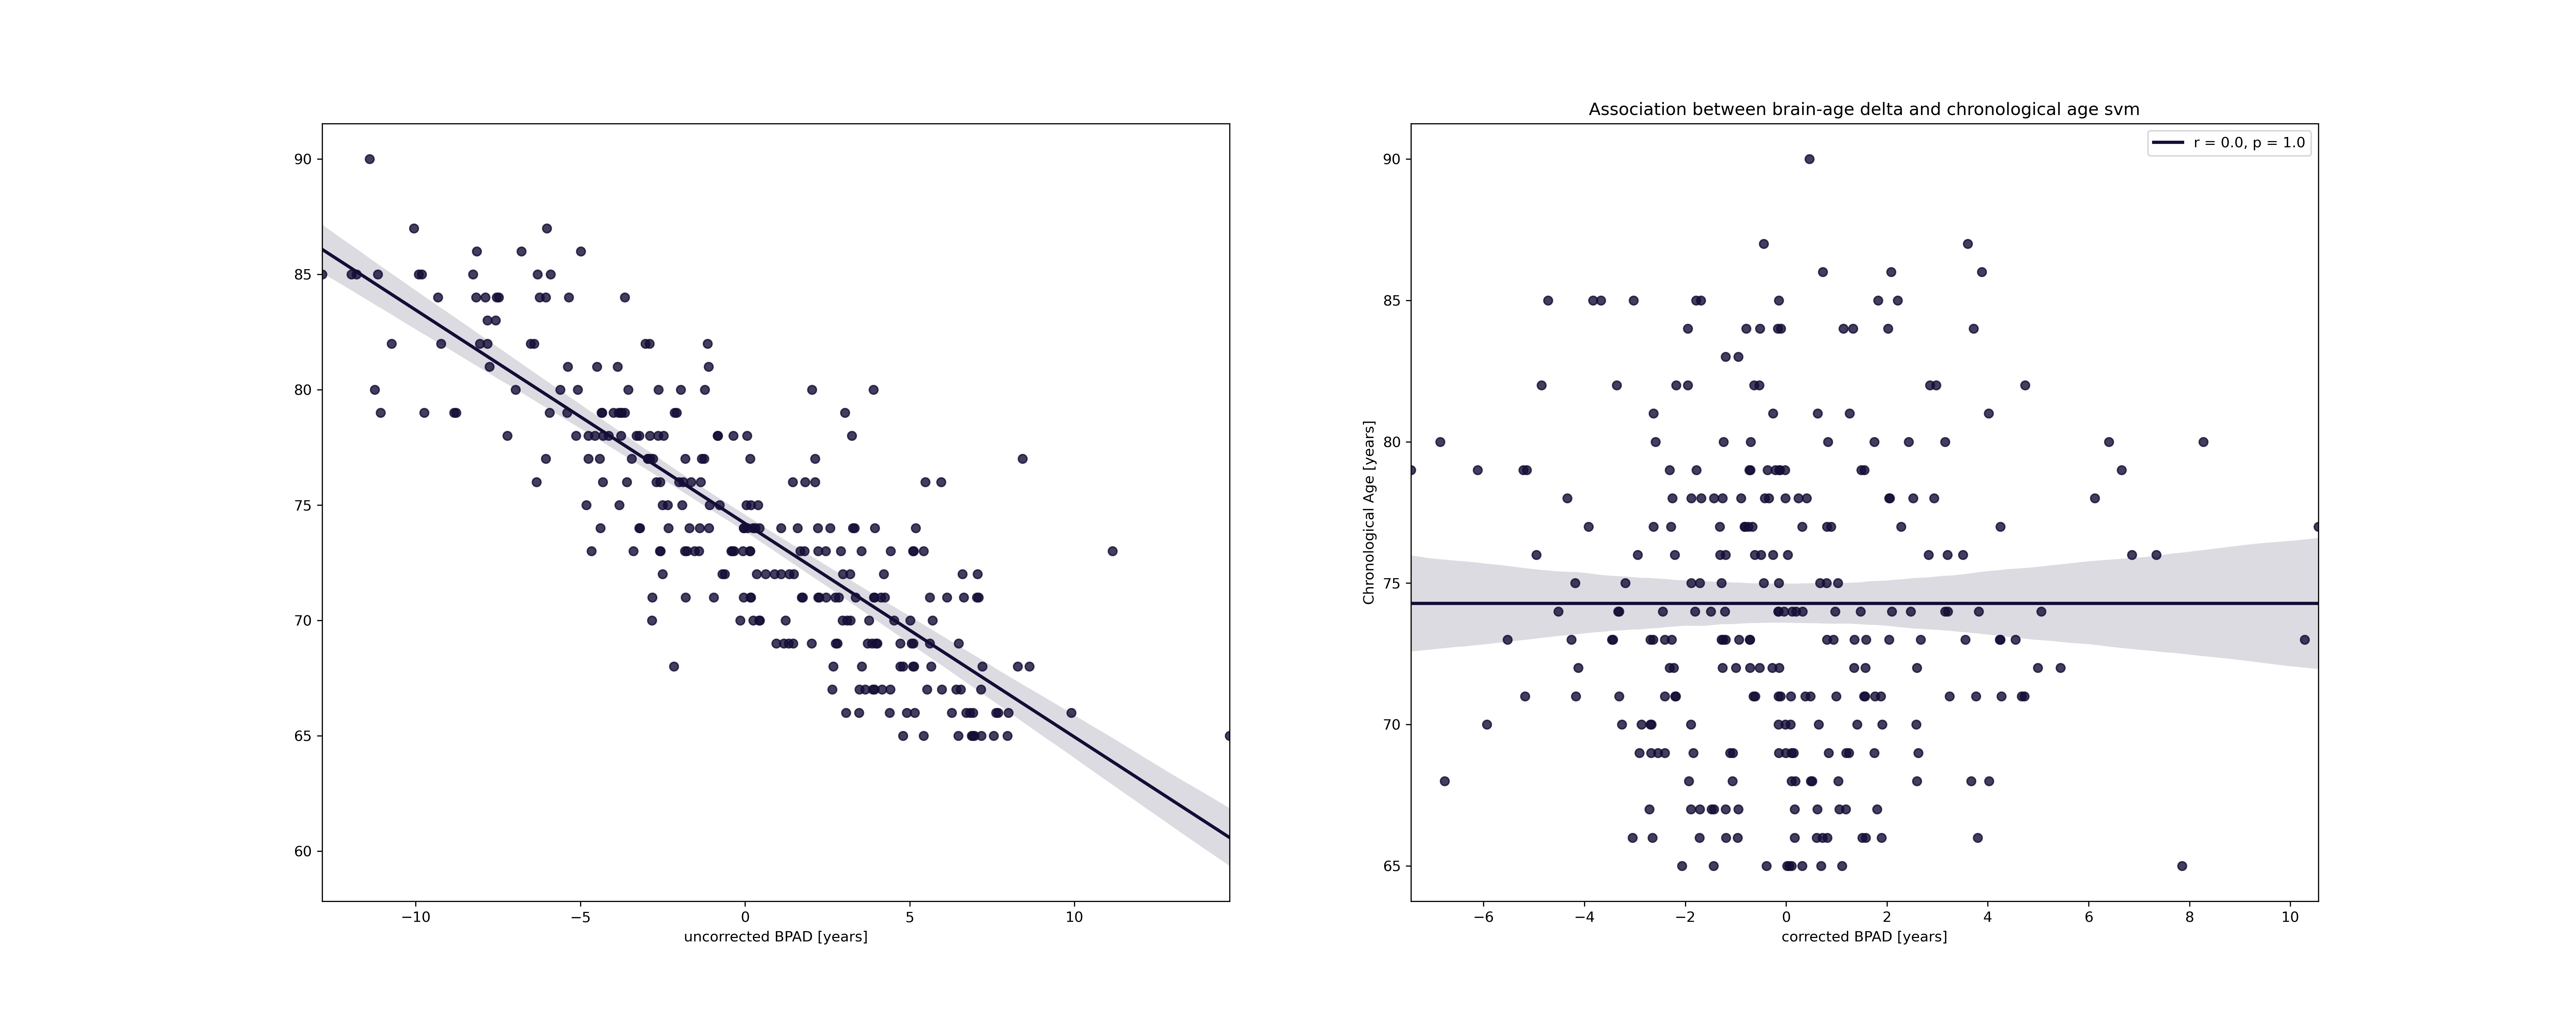 90
85
80
75
70
65
60
−10 −5 0 5 10
uncorrected BPAD [years]
Association between brain-age delta and chronological age svm
r = 0.0, p = 1.0
Chronological Age [years]
90
85
80
75
70
65
−6 −4 −2 0 2 4 6 8 10
corrected BPAD [years]